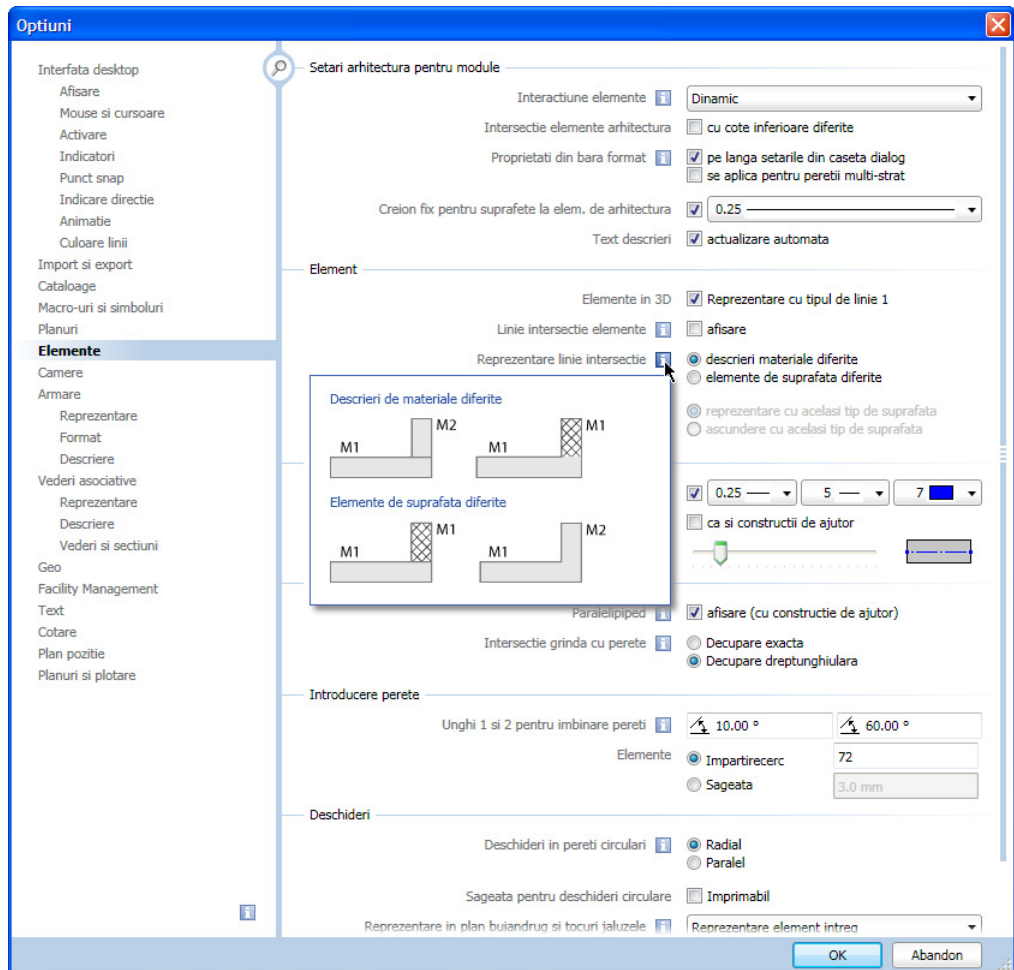 Optiuni
Interfata desktop
Afisare
Mouse si cursoare
Activare
Indicatori
Punct snap
Indicare directie
Animatie
Culoare linii
Import si export
Cataloage
Macro-uri si simboluri
Planuri
Elemente
Camere
Armare
Reprezentare
Format
Descriere
Vederi asociative
Reprezentare
Descriere
Vederi si sectiuni
Geo
Facility Management
Text
Cotare
Plan pozitie
Planuri si plotare
Setari arhitectura pentru module
Interactiune elemente Dinamic
Intersectie elemente arhitectura cu cote inferioare diferite
Proprietati din bara format pe langa setarile din caseta dialog
se aplica pentru peretii multi-strat
Creion fix pentru suprafete la elem. de arhitectura 0.25
Text descrieri actualizare automata
Element
Elemente in 3D Reprezentare cu tipul de linie 1
Linie intersectie elemente afisare
Reprezentare linie intersectie descrieri materiale diferite
elemente de suprafata diferite
reprezentare cu acelasi tip de suprafata
ascundere cu acelasi tip de suprafata
Descrieri de materiale diferite
M1 M2 M1 M1
Elemente de suprafata diferite
M1 M1 M1 M2
0.25 5 7
ca si constructii de ajutor
Paralelipiped afisare (cu constructie de ajutor)
Intersectie grinda cu perete Decupare exacta
Decupare dreptunghiulara
Introducere perete
Unghi 1 si 2 pentru imbinare pereti 10.00 ° 60.00 °
Elemente Impartirecerc 72
Sageata 3.0 mm
Deschideri
Deschideri in pereti circulari Radial
Paralel
Sageata pentru deschideri circulare Imprimabil
Reprezentare in plan buiandrug si tocuri jaluzele Reprezentare element intreg
OK Abandon